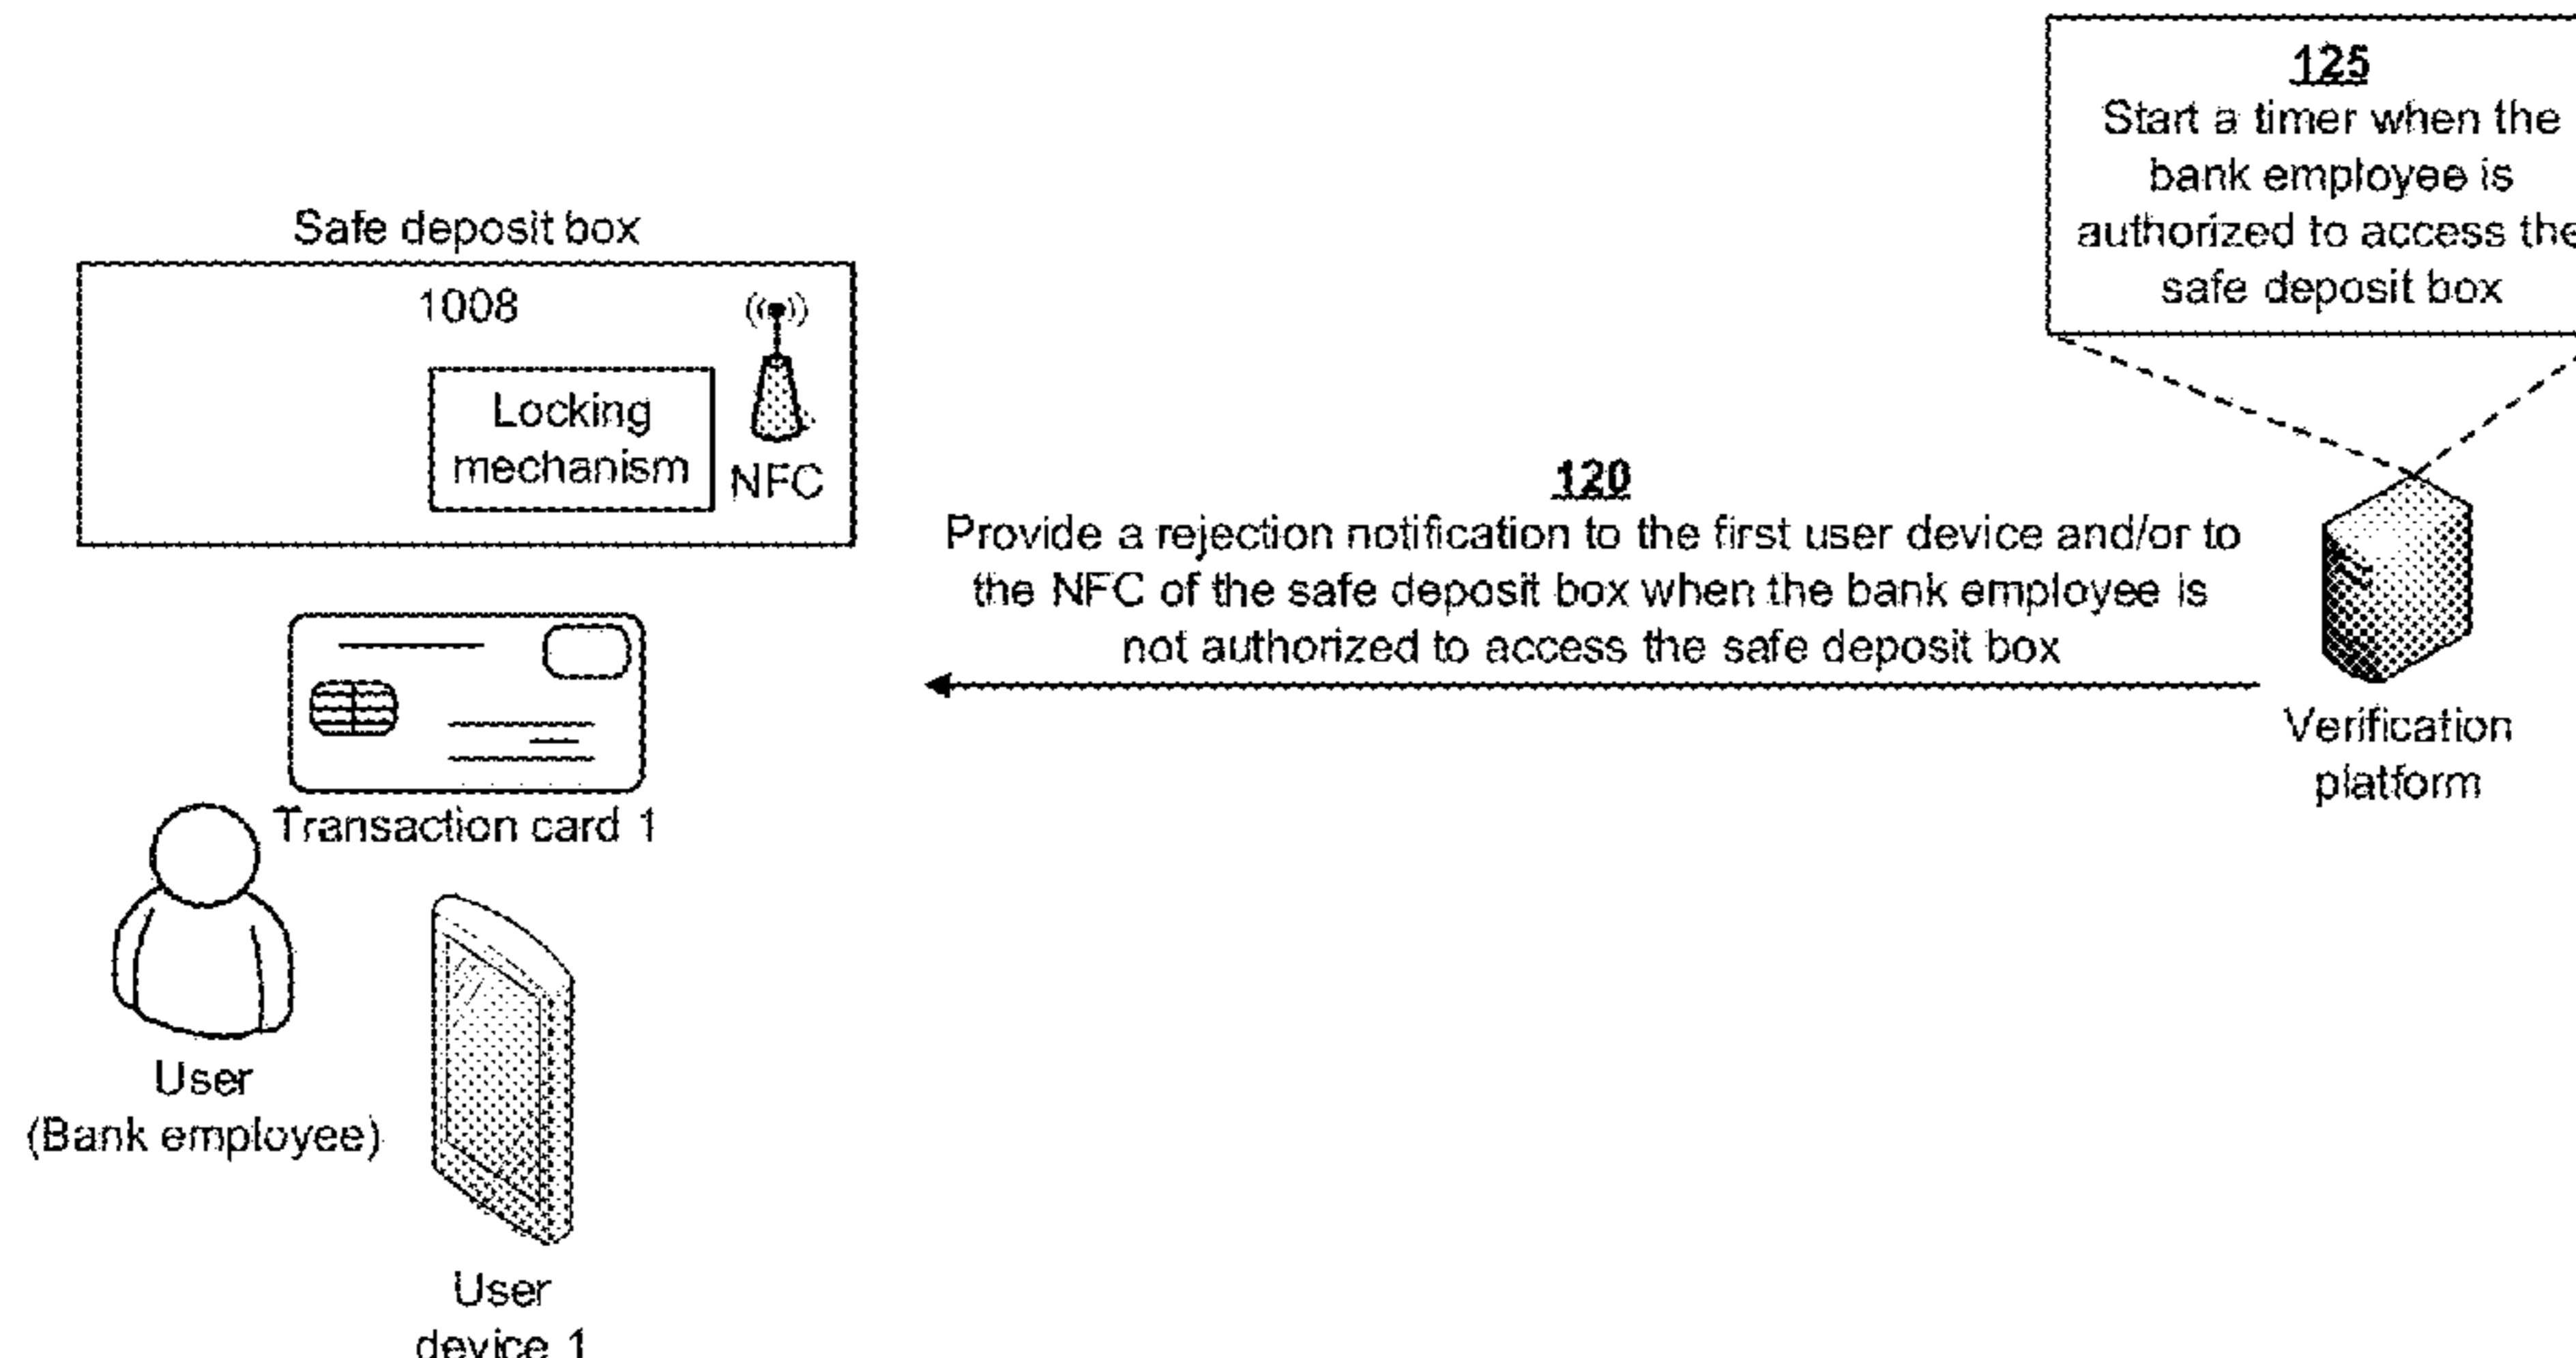 Safe deposit box
1008
Locking
mechanism
NFC
Transaction card 1
User
(Bank employee)
User
device 1
120
Provide a rejection notification to the first user device and/or to
the NFC of the safe deposit box when the bank employee is
not authorized to access the safe deposit box
125
Start a timer when the
bank employee is
authorized to access the
safe deposit box
Verification
platform